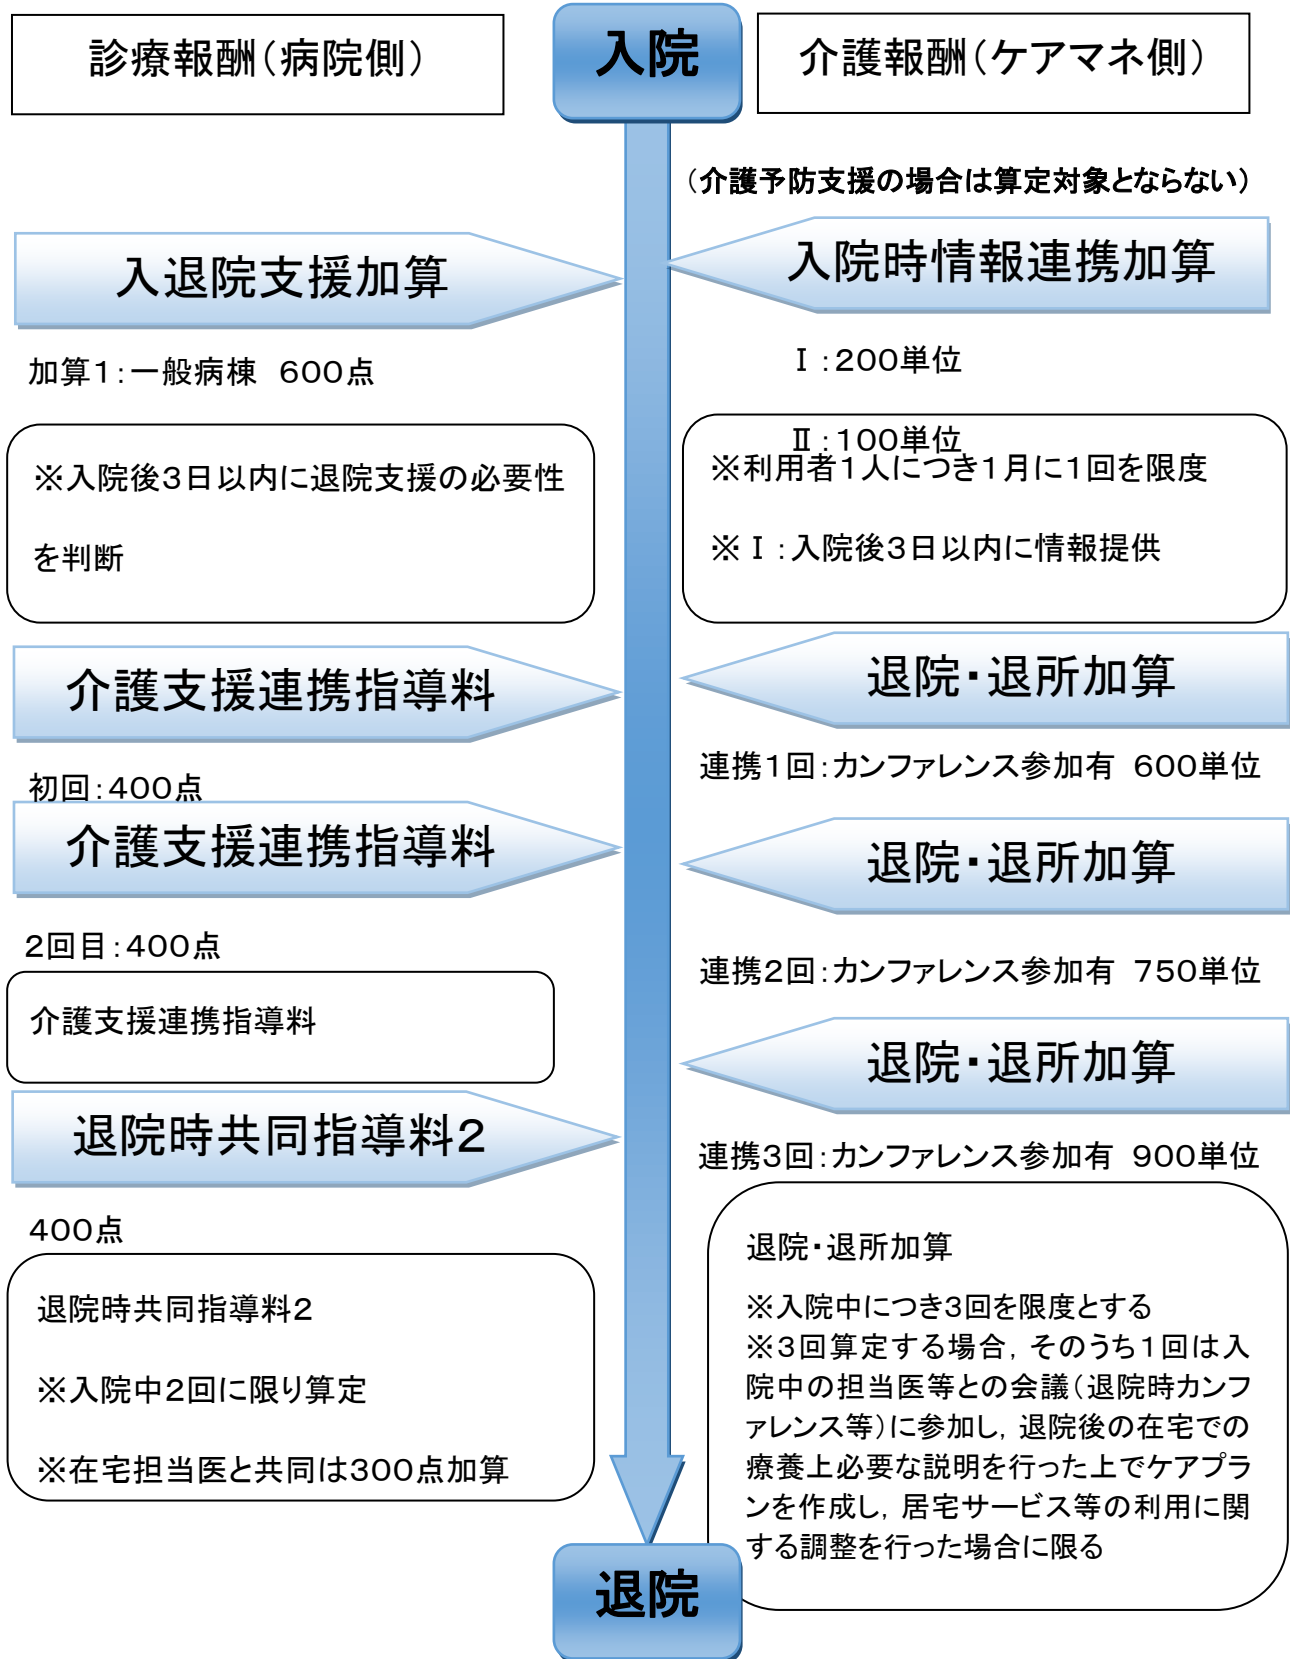 診療報酬(病院側)
入院
介護報酬(ケアマネ側)
(介護予防支援の場合は算定対象とならない)
入退院支援加算
入院時情報連携加算
加算1:一般病棟 600点
Ⅰ:200単位
Ⅱ:100単位
※入院後3日以内に退院支援の必要性
を判断
※利用者1人につき1月に1回を限度
※Ⅰ:入院後3日以内に情報提供
介護支援連携指導料
退院・退所加算
初回:400点
連携1回:カンファレンス参加有 600単位
介護支援連携指導料
退院・退所加算
2回目:400点
連携2回:カンファレンス参加有 750単位
介護支援連携指導料
退院・退所加算
退院時共同指導料2
連携3回:カンファレンス参加有 900単位
400点
退院時共同指導料2
※入院中2回に限り算定
※在宅担当医と共同は300点加算
退院・退所加算
※入院中につき3回を限度とする
※3回算定する場合,そのうち1回は入
院中の担当医等との会議(退院時カンフ
ァレンス等)に参加し,退院後の在宅での
療養上必要な説明を行った上でケアプラ
ンを作成し,居宅サービス等の利用に関
する調整を行った場合に限る
退院